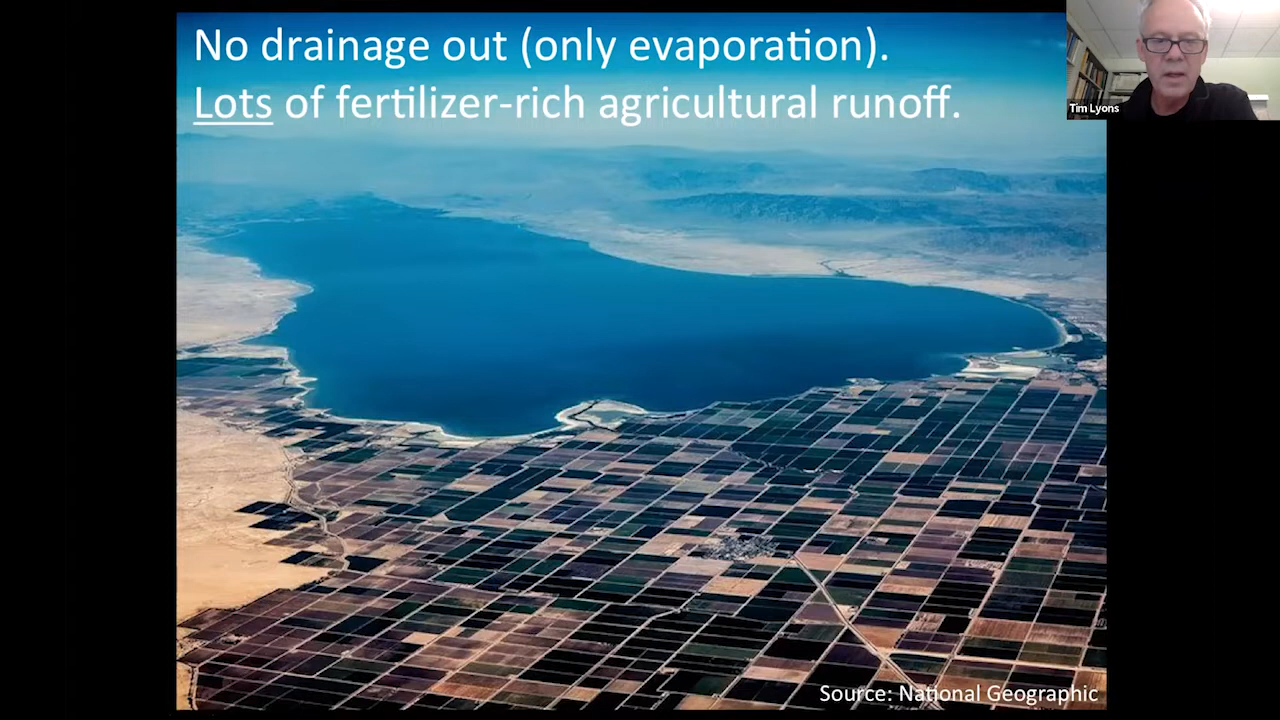 No drainage out (only evaporation).
Lots of fertilizer-rich agricultural runoff.
Tim Lyons
Source: National Geographic